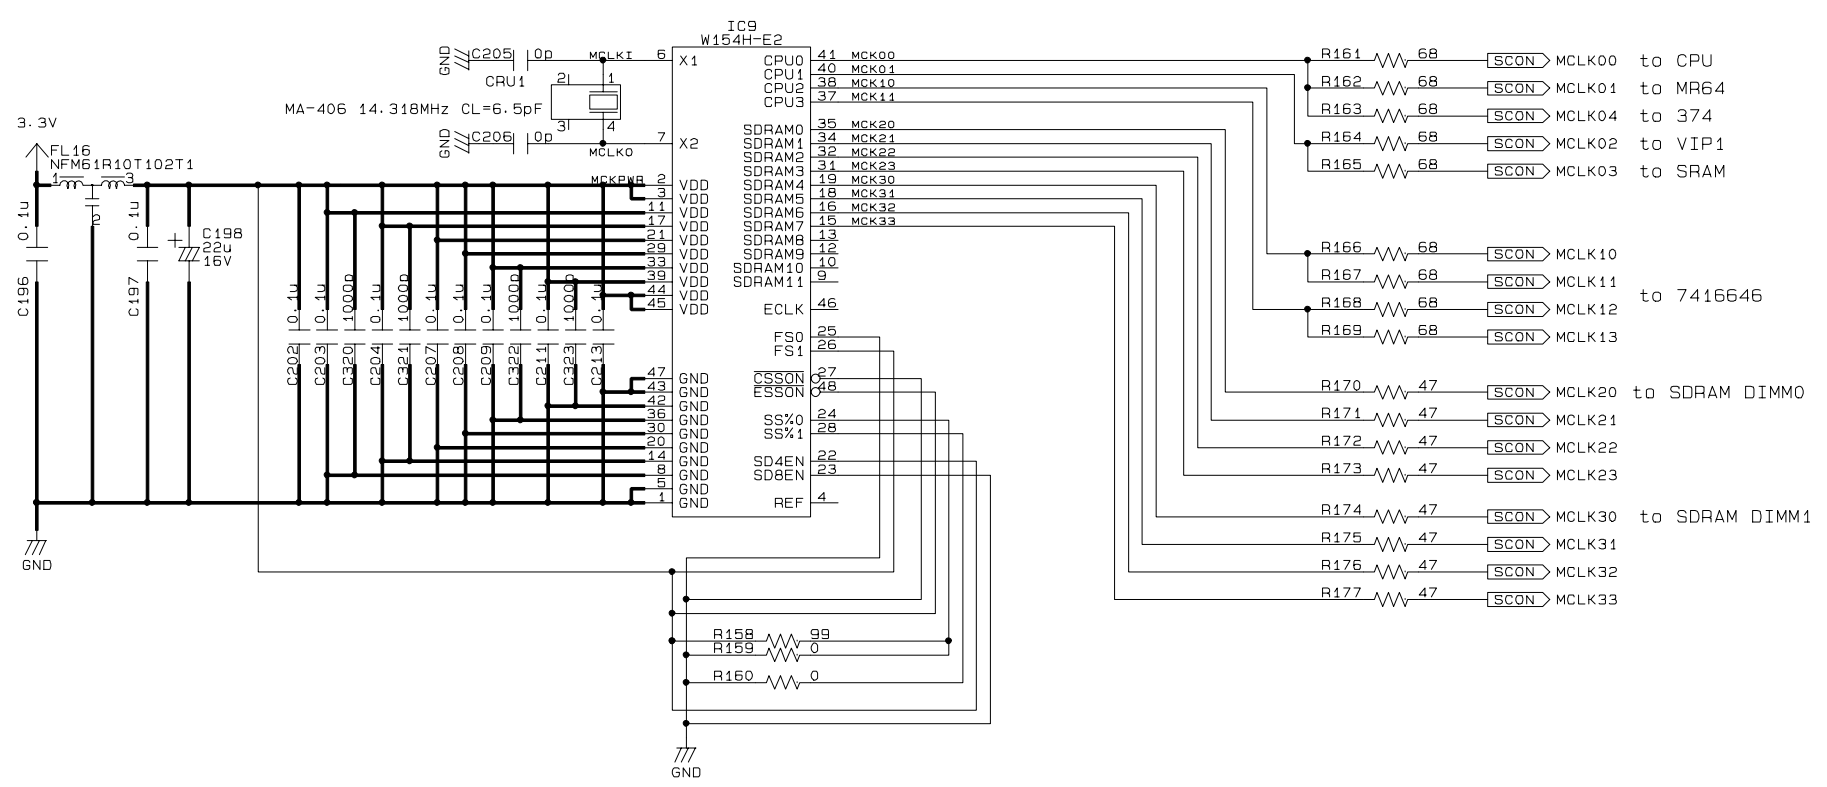 IC9
W154H-E2
GND
C205
0p
MCLKI
6
X1
CRU1
2
1
MA-406 14.318MHz CL=6.5pF
3
4
GND
C206
0p
MCLKO
7
X2
3.3V
FL16
NFM61R10T102T1
1
3
2
MCKPWR
0.1u
C196
0.1u
C197
C198
22u
16V
2 VDD
3 VDD
11 VDD
17 VDD
21 VDD
29 VDD
33 VDD
39 VDD
44 VDD
45 VDD
0.1u
C202
0.1u
C203
1000p
C320
0.1u
C204
1000p
C321
0.1u
C207
0.1u
C208
0.1u
C209
1000p
C322
0.1u
C211
1000p
C323
0.1u
C213
47 GND
43 GND
42 GND
36 GND
30 GND
20 GND
14 GND
8 GND
5 GND
1 GND
GND
CPU0 41 MCK00
CPU1 40 MCK01
CPU2 38 MCK10
CPU3 37 MCK11
SDRAM0 35 MCK20
SDRAM1 34 MCK21
SDRAM2 32 MCK22
SDRAM3 31 MCK23
SDRAM4 19 MCK30
SDRAM5 18 MCK31
SDRAM6 16 MCK32
SDRAM7 15 MCK33
SDRAM8 13
SDRAM9 12
SDRAM10 10
SDRAM11 9
ECLK 46
FS0 25
FS1 26
CSSON 27
ESSON 48
SS%0 24
SS%1 28
SD4EN 22
SD8EN 23
REF 4
R158 99
R159 0
R160 0
GND
R161 68 SCON MCLK00 to CPU
R162 68 SCON MCLK01 to MR64
R163 68 SCON MCLK04 to 374
R164 68 SCON MCLK02 to VIP1
R165 68 SCON MCLK03 to SRAM
R166 68 SCON MCLK10
R167 68 SCON MCLK11
to 7416646
R168 68 SCON MCLK12
R169 68 SCON MCLK13
R170 47 SCON MCLK20 to SDRAM DIMM0
R171 47 SCON MCLK21
R172 47 SCON MCLK22
R173 47 SCON MCLK23
R174 47 SCON MCLK30 to SDRAM DIMM1
R175 47 SCON MCLK31
R176 47 SCON MCLK32
R177 47 SCON MCLK33